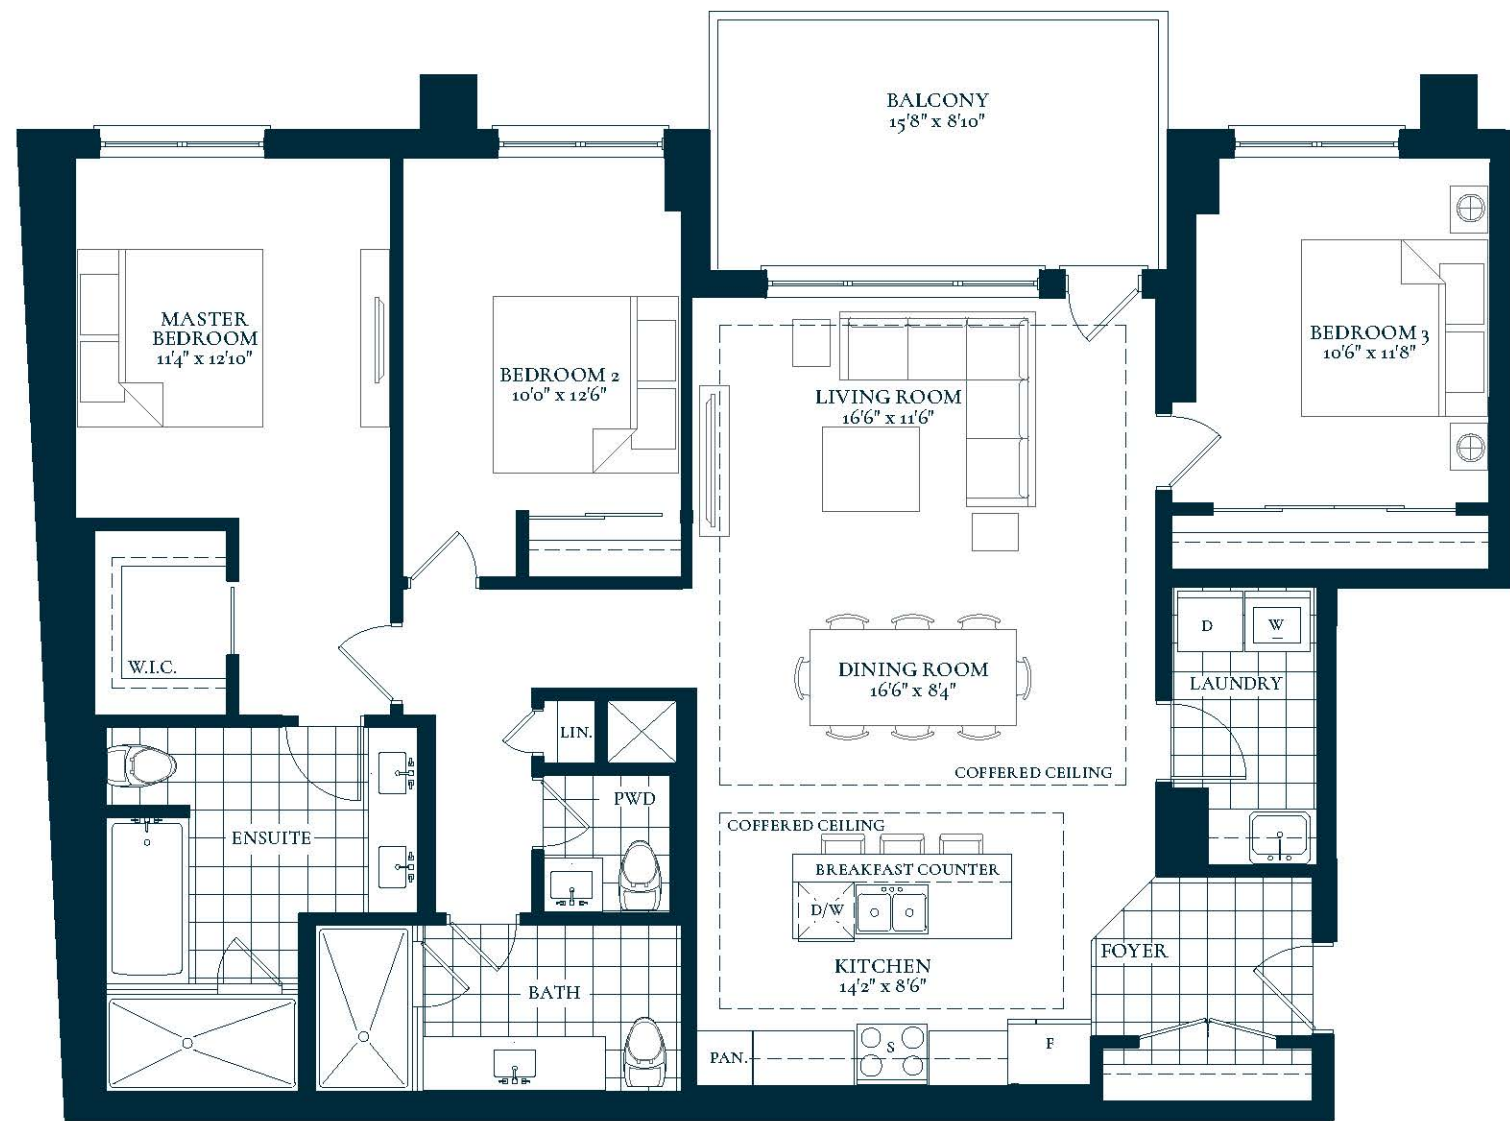 BALCONY
15'8" x 8'10"
MASTER
BEDROOM
11'4" x 12'10"
BEDROOM 2
10'0" x 12'6"
LIVING ROOM
16'6" x 11'6"
BEDROOM 3
10'6" x 11'8"
W.I.C.
DINING ROOM
16'6" x 8'4"
COFFERED CEILING
D
W
LAUNDRY
LIN.
PWD
ENSUITE
COFFERED CEILING
BREAKFAST COUNTER
D/W
KITCHEN
14'2" x 8'6"
FOYER
BATH
PAN.
S
F